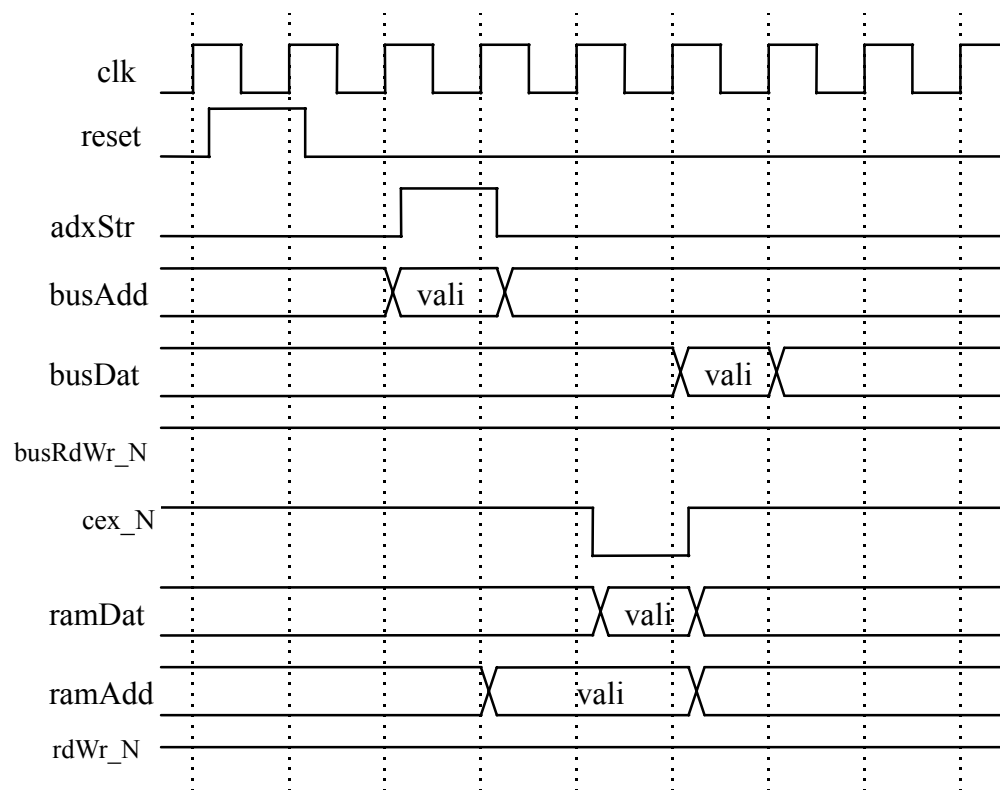 clk
reset
adxStr
busAdd
vali
busDat
vali
busRdWr_N
cex_N
ramDat
vali
ramAdd
vali
rdWr_N